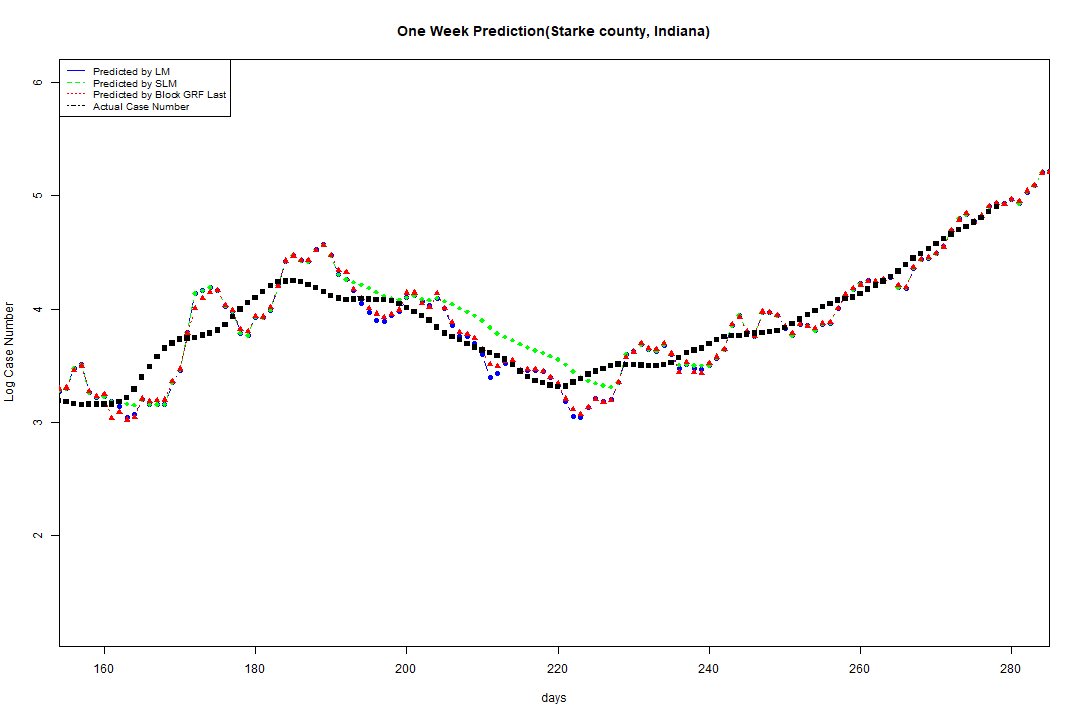 One Week Prediction(Starke county, Indiana)
Predicted by LM
Predicted by SLM
Predicted by Block GRF Last
Actual Case Number
6
5
4
3
2
Log Case Number
160 180 200 220 240 260 280
days